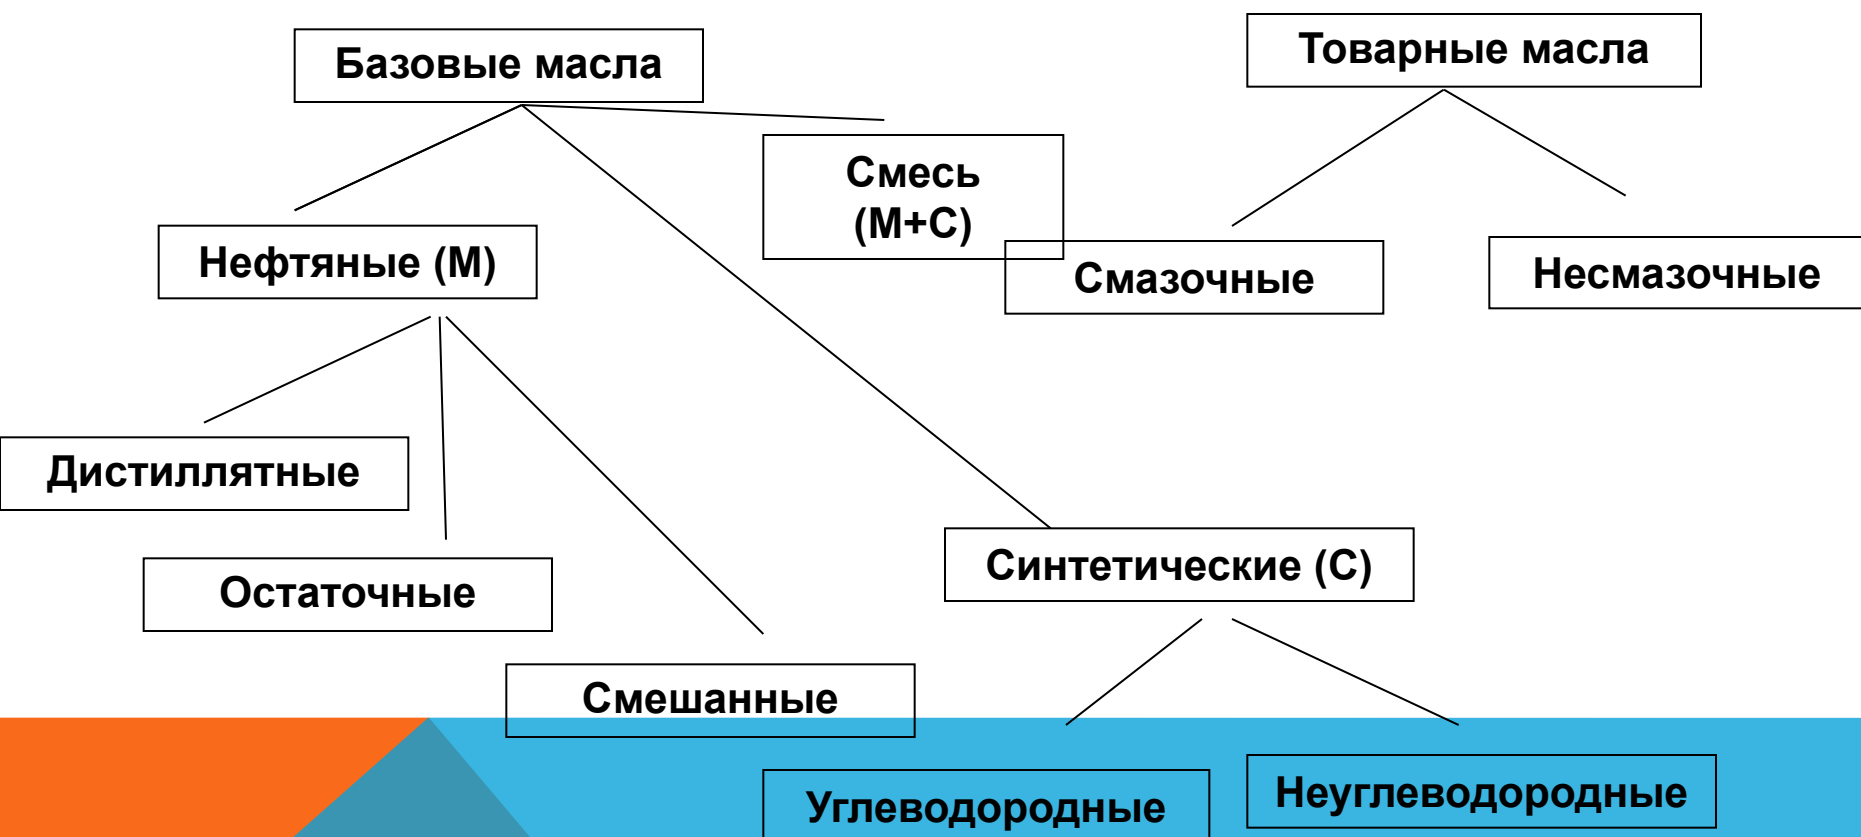 Базовые масла
Товарные масла
Смесь
(М+С)
Нефтяные (М)
Смазочные
Несмазочные
Дистиллятные
Остаточные
Синтетические (С)
Смешанные
Углеводородные
Неуглеводородные